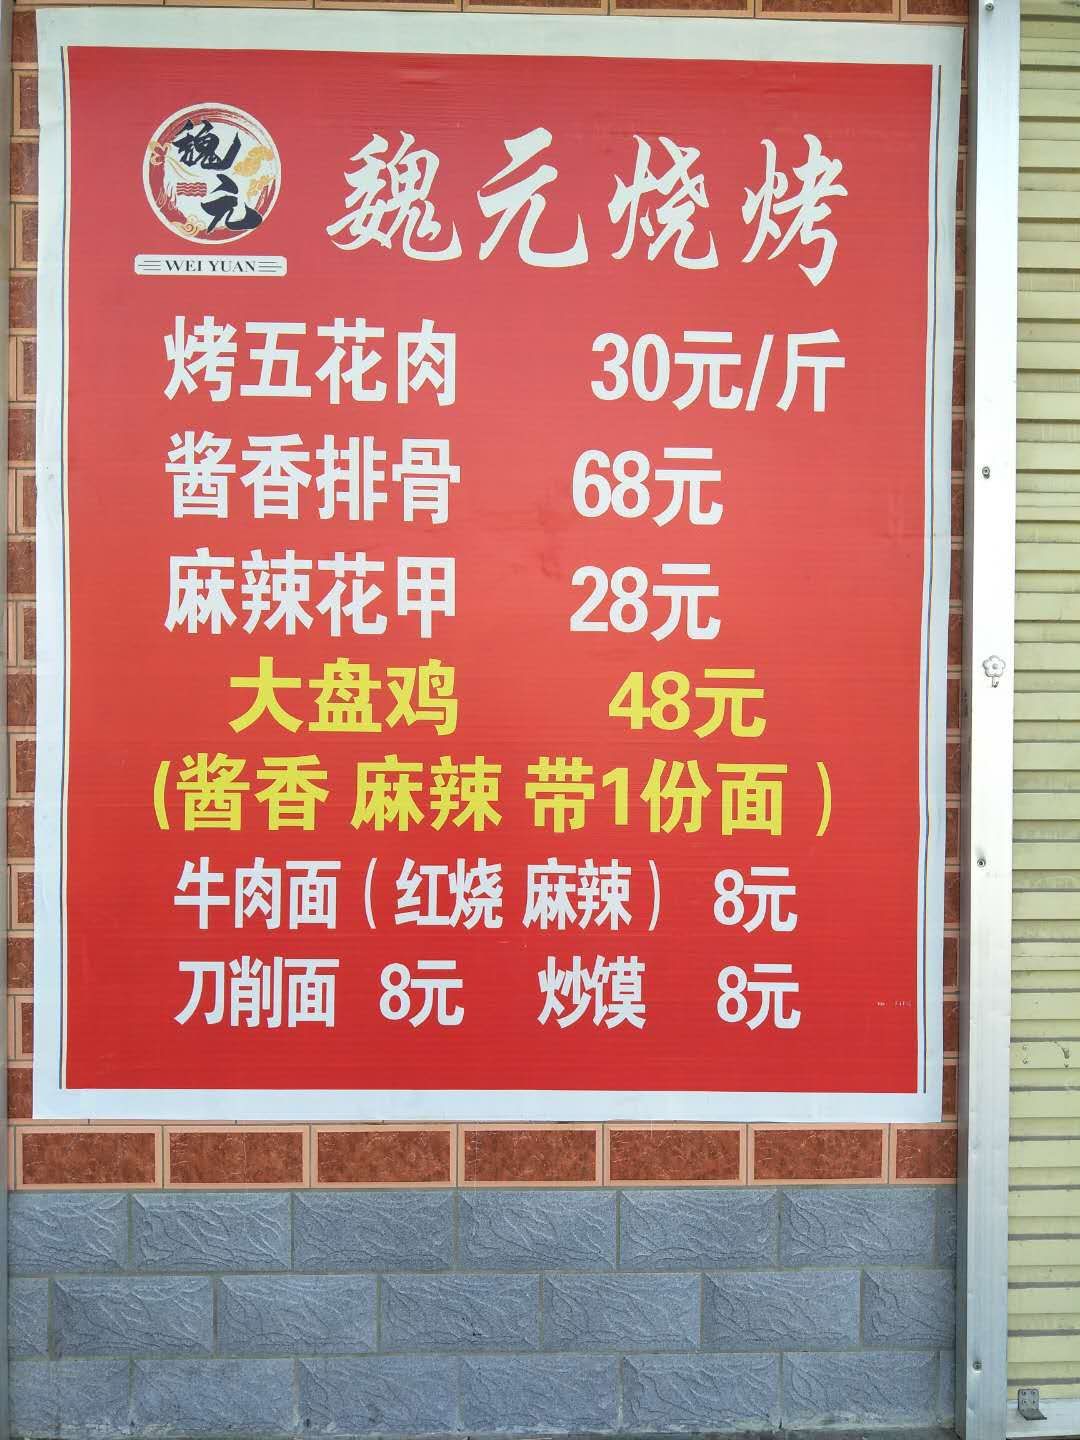 魏元
WEI YUAN
魏元烧烤
烤五花肉 30元/斤
酱香排骨 68元
麻辣花甲 28元
大盘鸡 48元
(酱香 麻辣 带1份面 )
牛肉面(红烧 麻辣) 8元
刀削面 8元 炒馍 8元